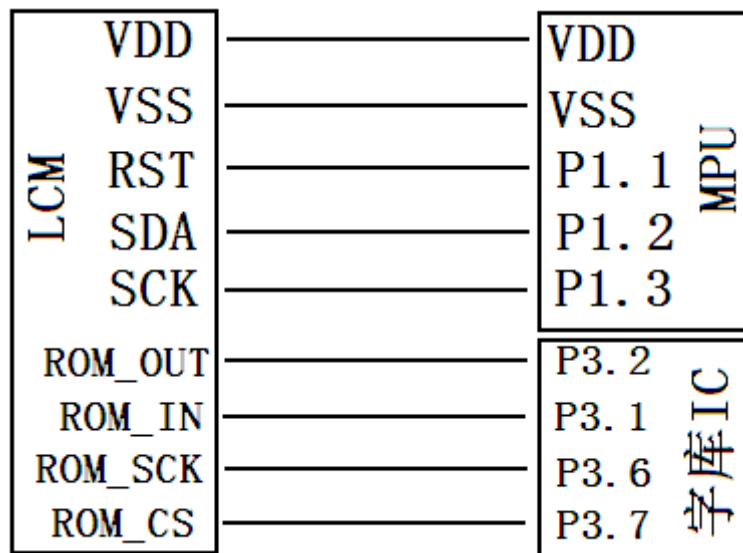 VDD VDD
VSS VSS
RST P1.1
SDA P1.2
SCK P1.3
LCM
MPU
ROM_OUT P3.2
ROM_IN P3.1
ROM_SCK P3.6
ROM_CS P3.7
字库IC